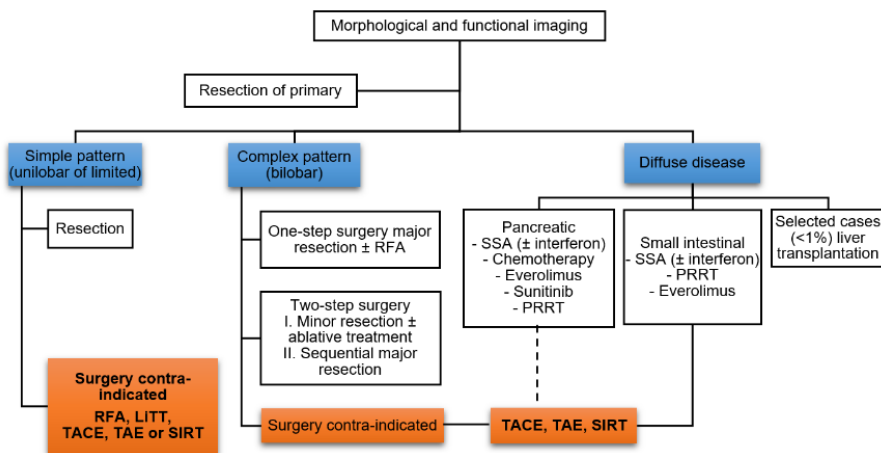 Morphological and functional imaging
Resection of primary
Simple pattern
(unilobar of limited)
Resection
Surgery contra-
indicated
RFA, LITT,
TACE, TAE or SIRT
Complex pattern
(bilobar)
One-step surgery major
resection ± RFA
Two-step surgery
I. Minor resection ±
ablative treatment
II. Sequential major
resection
Surgery contra-indicated
Diffuse disease
Pancreatic
- SSA (± interferon)
- Chemotherapy
- Everolimus
- Sunitinib
- PRRT
Small intestinal
- SSA (± interferon)
- PRRT
- Everolimus
Selected cases
(<1%) liver
transplantation
TACE, TAE, SIRT